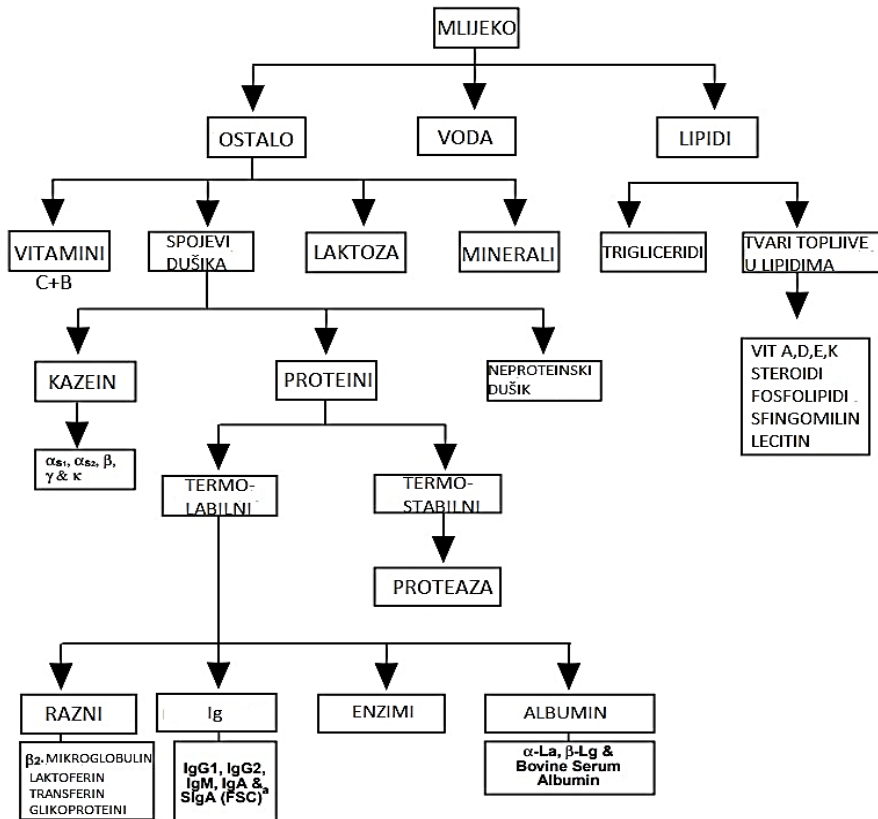 MLIJEKO
OSTALO
VODA
LIPIDI
VITAMINI
C+B
SPOJEVI
DUŠIKA
LAKTOZA
MINERALI
TRIGLICERIDI
TVARI TOPLJIVE
U LIPIDIMA
KAZEIN
PROTEINI
NEPROTEINSKI
DUŠIK
VIT A,D,E,K
STEROIDI
FOSFOLIPIDI
SFINGOMILIN
LECITIN
αs1, αs2, β,
γ & κ
TERMO-
LABILNI
TERMO-
STABILNI
PROTEAZA
RAZNI
Ig
ENZIMI
ALBUMIN
β2. MIKROGLOBULIN
LAKTOFERIN
TRANSFERIN
GLIKOPROTEINI
IgG1, IgG2,
IgM, IgA &
SIgA (FSC)a
α-La, β-Lg &
Bovine Serum
Albumin